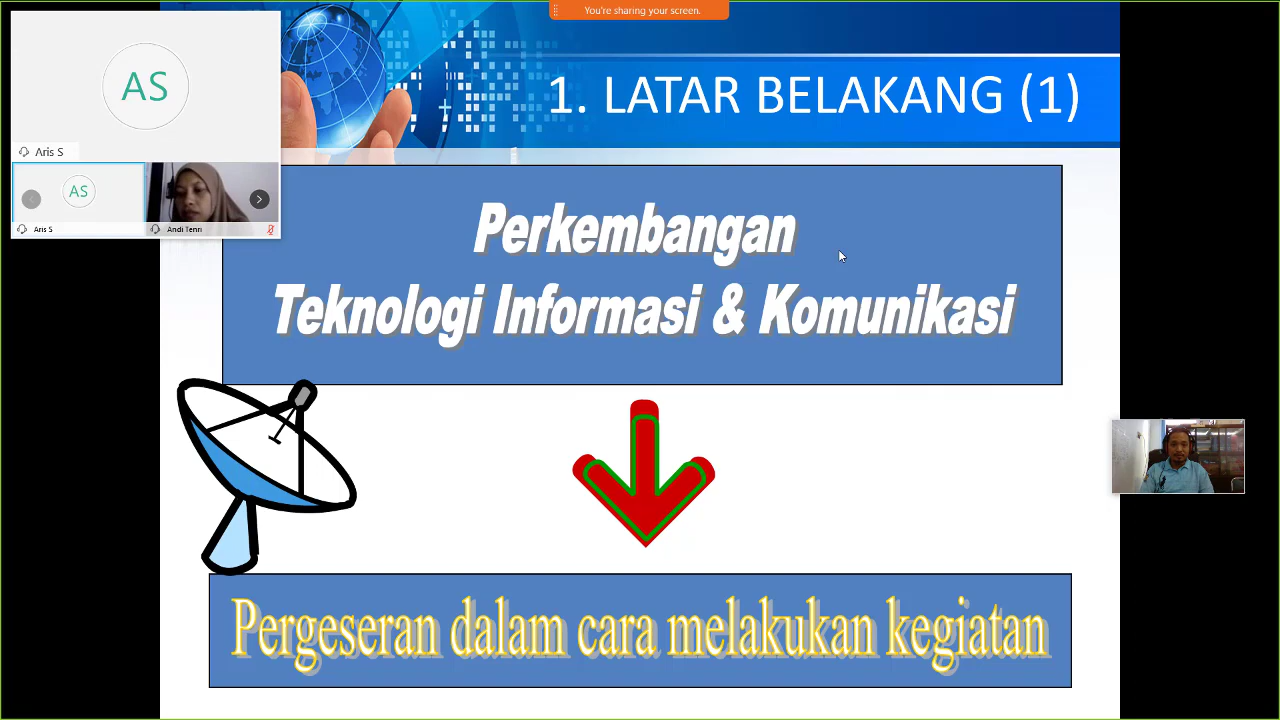 You're sharing your screen.
AS
Aris S
AS
Aris S
Andi Tenri
1. LATAR BELAKANG (1)
Perkembangan
Teknologi Informasi & Komunikasi
Pergeseran dalam cara melakukan kegiatan